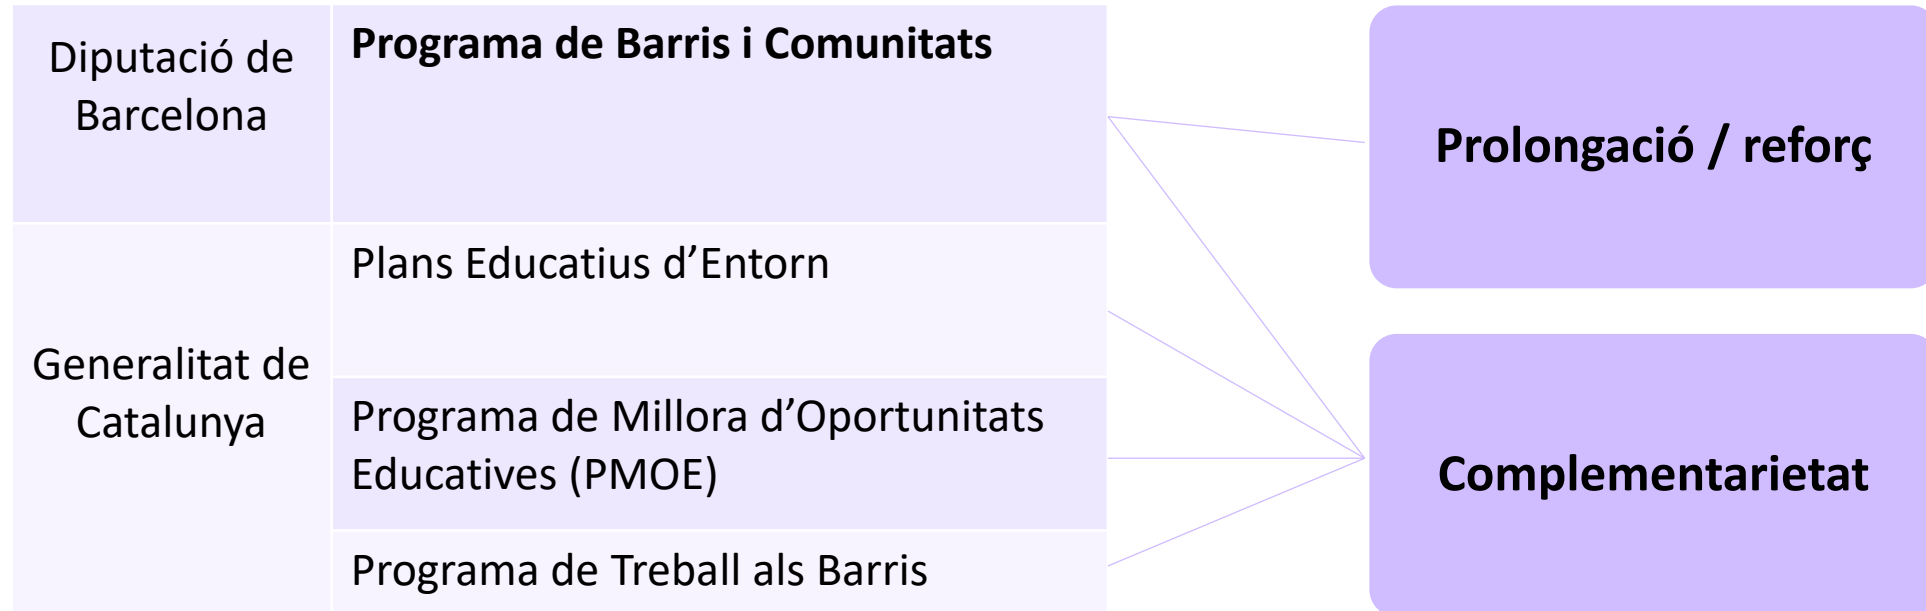 Diputació de
Barcelona
Programa de Barris i Comunitats
Generalitat de
Catalunya
Plans Educatius d’Entorn
Programa de Millora d’Oportunitats
Educatives (PMOE)
Programa de Treball als Barris
Prolongació / reforç
Complementarietat